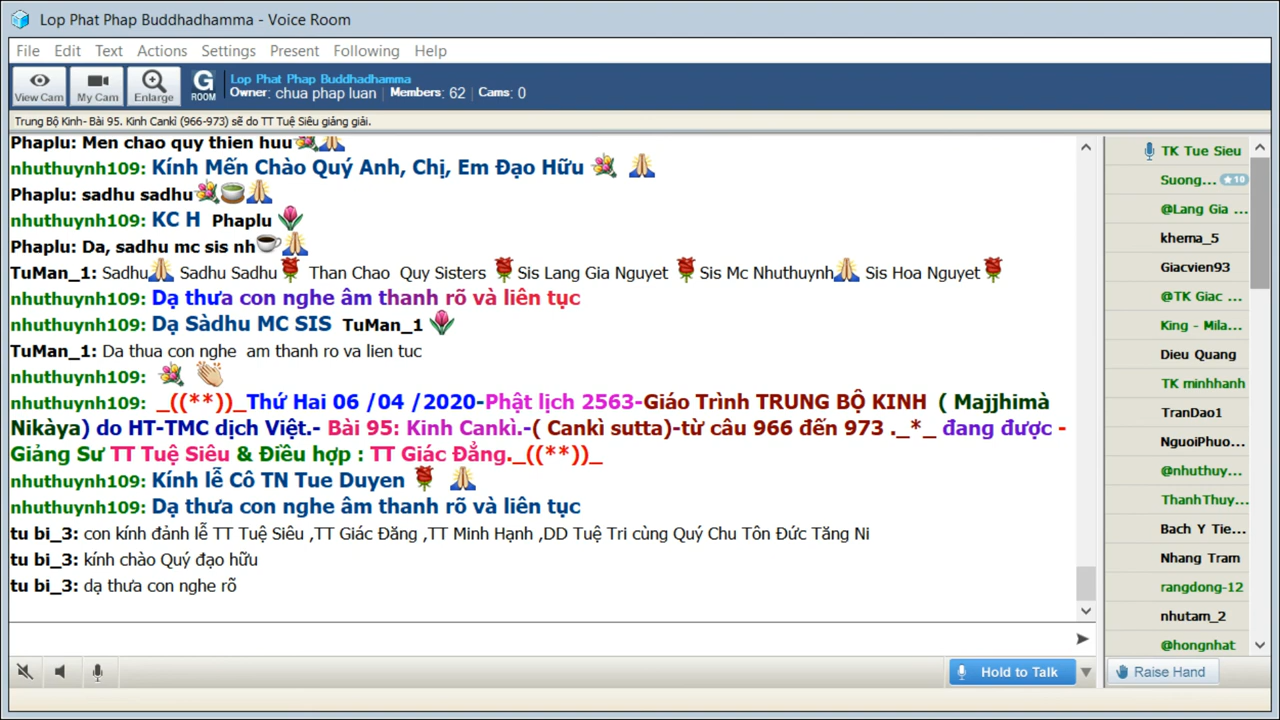 Lop Phat Phap Buddhadhamma - Voice Room
File Edit Text Actions Settings Present Following Help
View Cam My Cam Enlarge G ROOM
Lop Phat Phap Buddhadhamma
Owner: chua phap luan Members: 62 Cams: 0
Trung Bộ Kinh- Bài 95. Kinh Cankì (966-973) sẽ do TT Tuệ Siêu giảng giải.
Phaplu: Men chao quy thien huu
nhuthuynh109: Kính Mến Chào Quý Anh, Chị, Em Đạo Hữu
Phaplu: sadhu sadhu
nhuthuynh109: KC H Phaplu
Phaplu: Da, sadhu mc sis nh
TuMan_1: Sadhu Sadhu Sadhu Than Chao Quy Sisters Sis Lang Gia Nguyet Sis Mc Nhuthuynh Sis Hoa Nguyet
nhuthuynh109: Dạ thưa con nghe âm thanh rõ và liên tục
nhuthuynh109: Dạ Sàdhu MC SIS TuMan_1
TuMan_1: Da thua con nghe am thanh ro va lien tuc
nhuthuynh109:
nhuthuynh109: _((**))_Thứ Hai 06 /04 /2020-Phật lịch 2563-Giáo Trình TRUNG BỘ KINH ( Majjhimà
Nikàya) do HT-TMC dịch Việt.- Bài 95: Kinh Cankì.-( Cankì sutta)-từ câu 966 đến 973 ._*_ đang được -
Giảng Sư TT Tuệ Siêu & Điều hợp : TT Giác Đẳng._((**))_
nhuthuynh109: Kính lễ Cô TN Tue Duyen
nhuthuynh109: Dạ thưa con nghe âm thanh rõ và liên tục
tu bi_3: con kính đảnh lễ TT Tuệ Siêu ,TT Giác Đăng ,TT Minh Hạnh ,DD Tuệ Tri cùng Quý Chu Tôn Đức Tăng Ni
tu bi_3: kính chào Quý đạo hữu
tu bi_3: dạ thưa con nghe rõ
TK Tue Sieu
Suong... 10
@Lang Gia ...
khema_5
Giacvien93
@TK Giac ...
King - Mila...
Dieu Quang
TK minhhanh
TranDao1
NguoiPhuo...
@nhuthuy...
ThanhThuy...
Bach Y Tie...
Nhang Tram
rangdong-12
nhutam_2
@hongnhat
Hold to Talk
Raise Hand